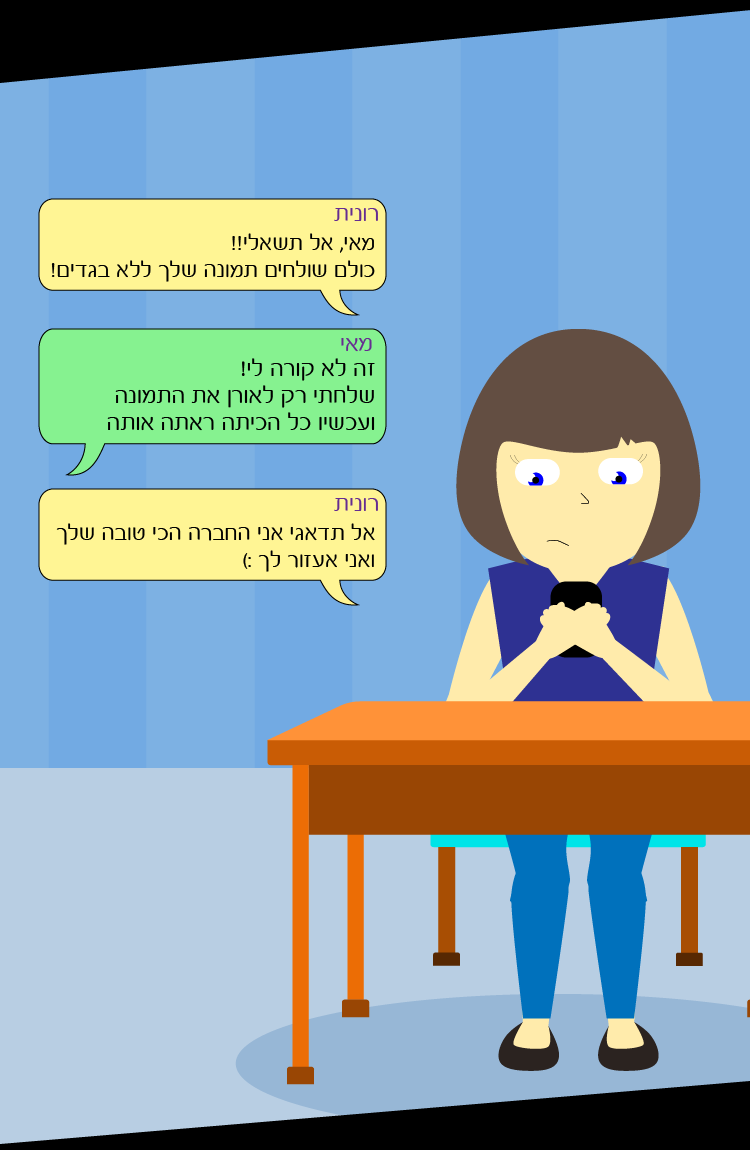 רונית
מאי, אל תשאלי!!
כולם שולחים תמונה שלך ללא בגדים!
מאי
זה לא קורה לי!
שלחתי רק לאורן את התמונה
ועכשיו כל הכיתה ראתה אותה
רונית
אל תדאגי אני החברה הכי טובה שלך
ואני אעזור לך :)